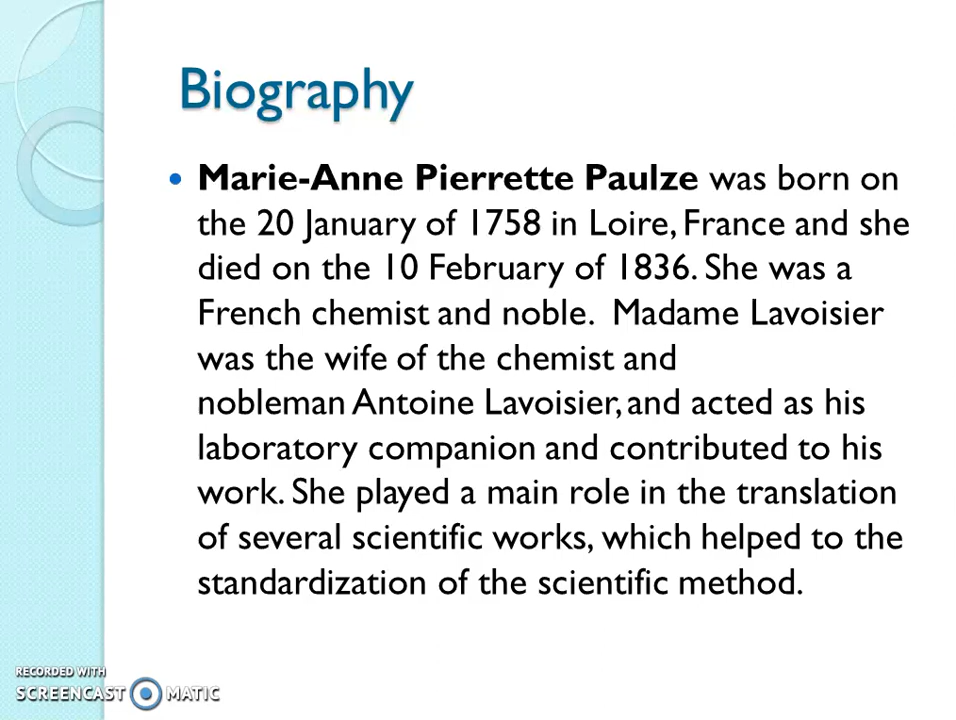 Biography
• Marie-Anne Pierrette Paulze was born on
the 20 January of 1758 in Loire, France and she
died on the 10 February of 1836. She was a
French chemist and noble.  Madame Lavoisier
was the wife of the chemist and
nobleman Antoine Lavoisier, and acted as his
laboratory companion and contributed to his
work. She played a main role in the translation
of several scientific works, which helped to the
standardization of the scientific method.
RECORDED WITH
SCREENCAST MATIC